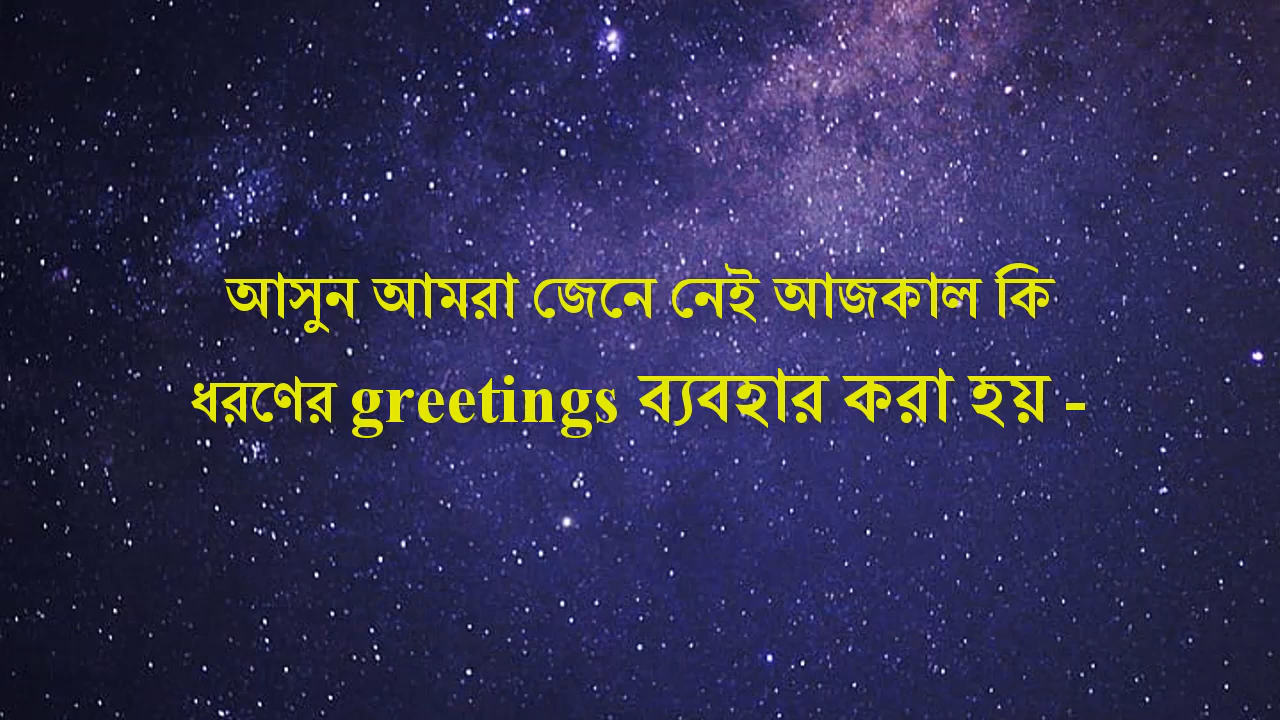 আসুন আমরা জেনে নেই আজকাল কি
ধরণের greetings ব্যবহার করা হয় -